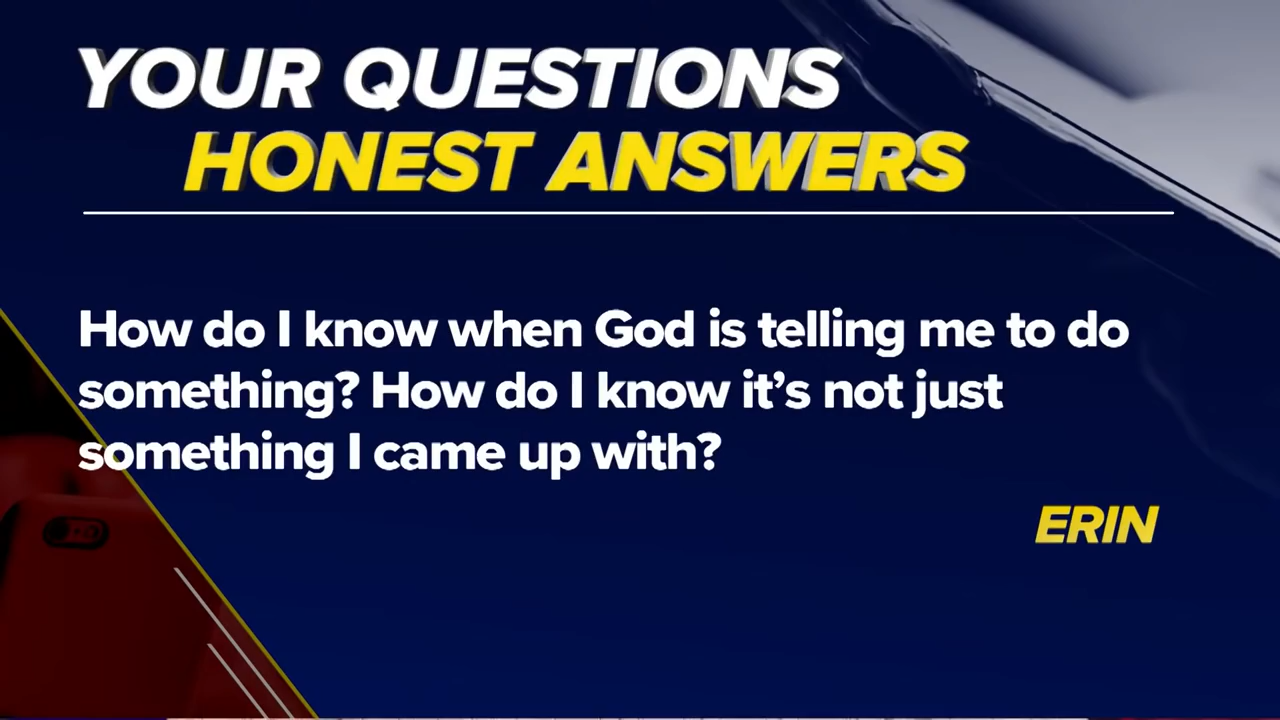 YOUR QUESTIONS
HONEST ANSWERS
How do I know when God is telling me to do
something? How do I know it’s not just
something I came up with?
ERIN